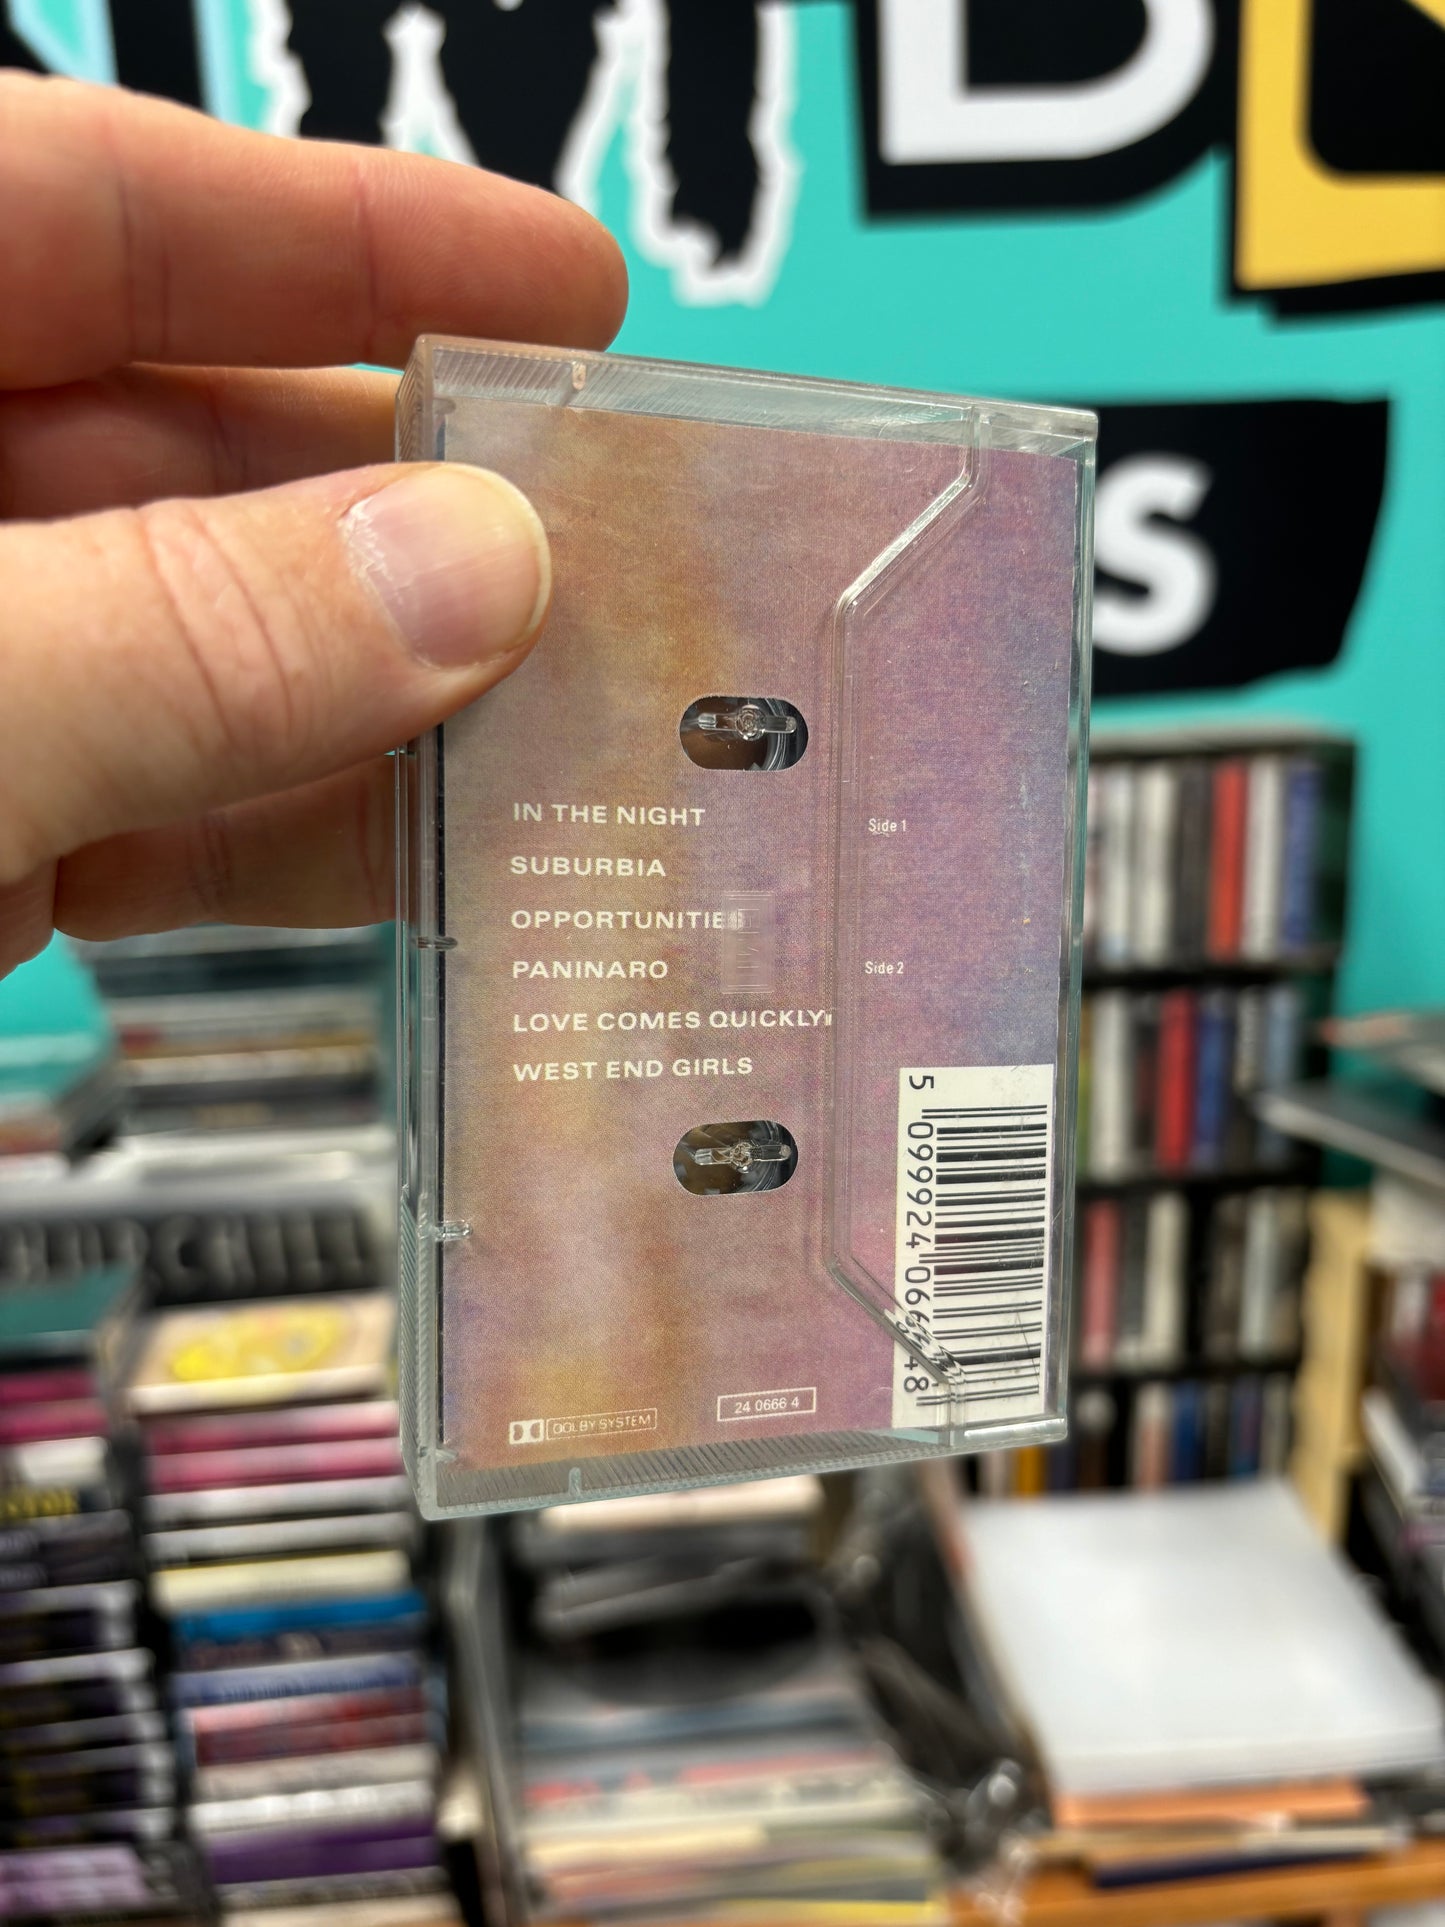 S
IN THE NIGHT
Side 1
SUBURBIA
OPPORTUNITIES
PANINARO
Side 2
LOVE COMES QUICKLY
WEST END GIRLS
DOLBY SYSTEM
24 0666 4